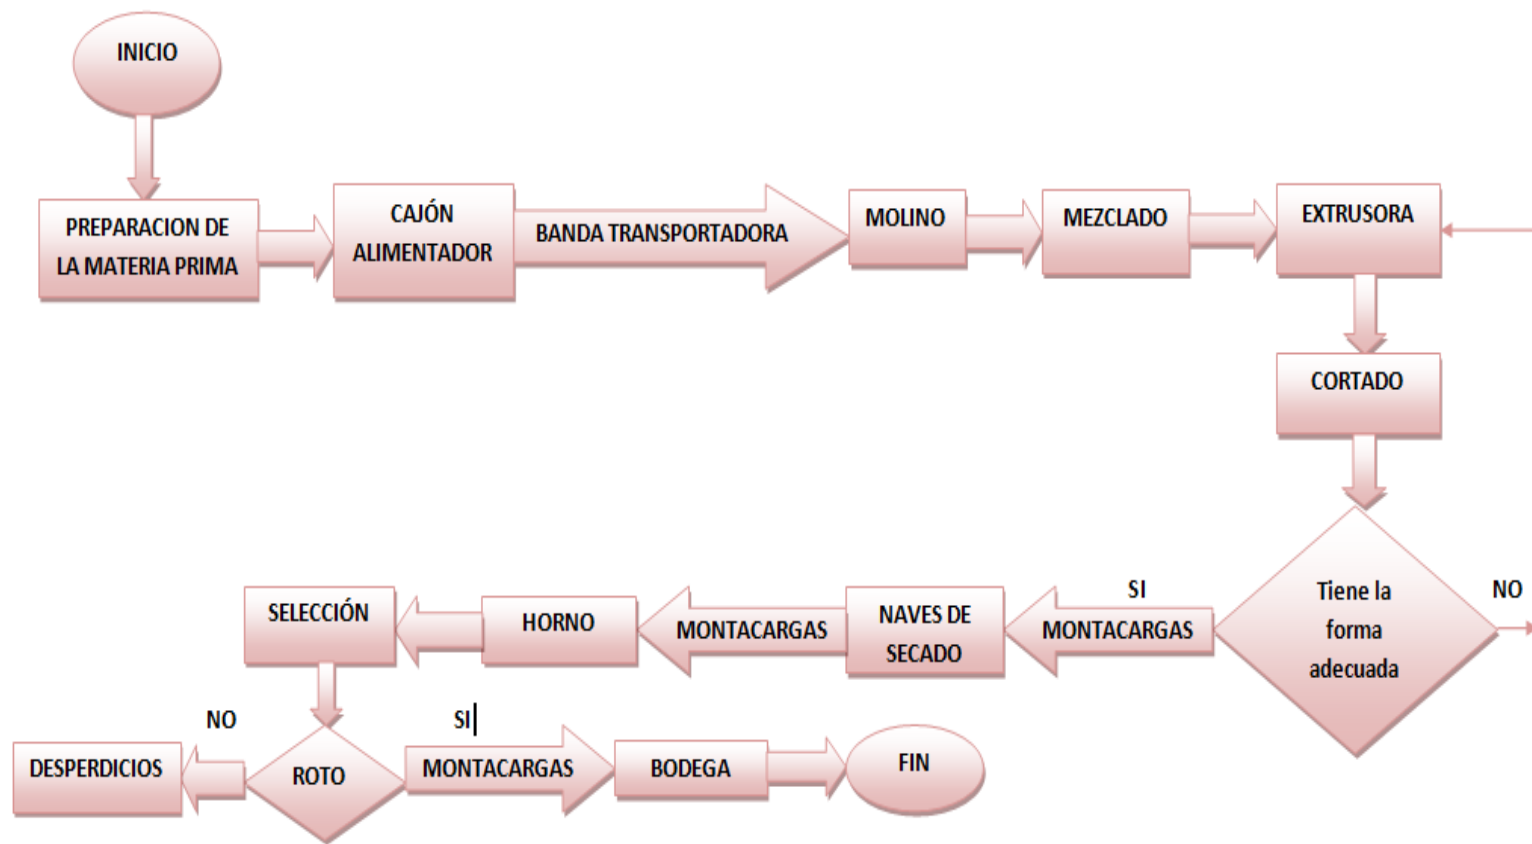 INICIO
PREPARACION DE
LA MATERIA PRIMA
CAJÓN
ALIMENTADOR
BANDA TRANSPORTADORA
MOLINO
MEZCLADO
EXTRUSORA
CORTADO
Tiene la
forma
adecuada
NO
SI
MONTACARGAS
NAVES DE
SECADO
MONTACARGAS
HORNO
SELECCIÓN
ROTO
NO
DESPERDICIOS
SI
MONTACARGAS
BODEGA
FIN